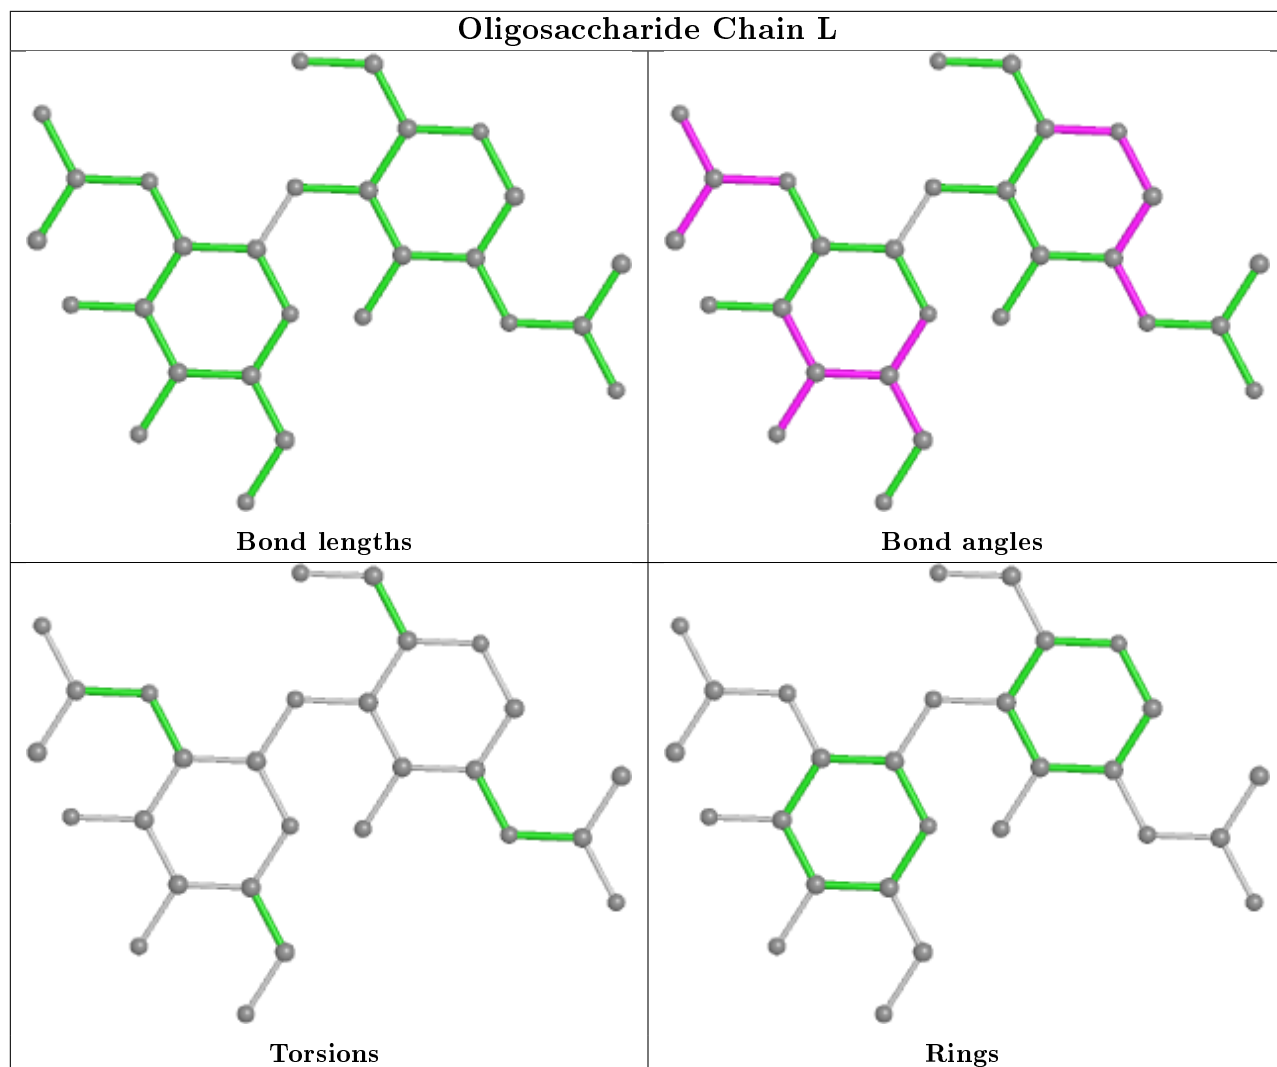 Oligosaccharide Chain L
Bond lengths
Bond angles
Torsions
Rings